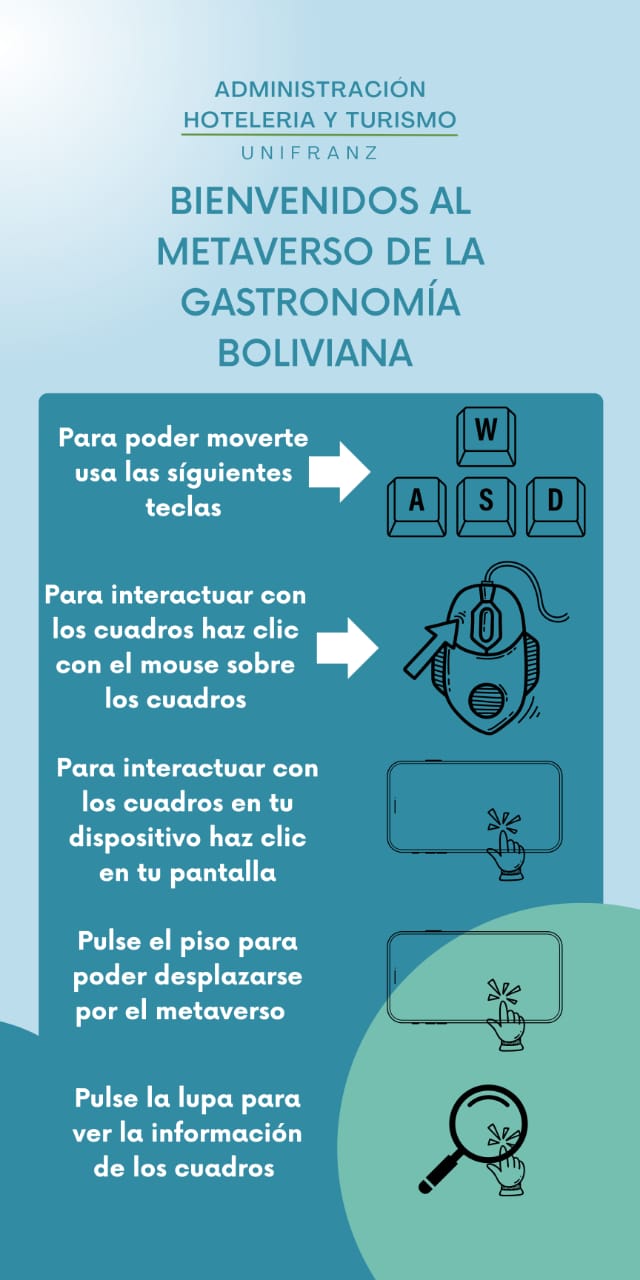 ADMINISTRACIÓN
HOTELERIA Y TURISMO
UNIFRANZ
BIENVENIDOS AL
METAVERSO DE LA
GASTRONOMÍA
BOLIVIANA
Para poder moverte
usa las síguientes
teclas
W
A S D
Para interactuar con
los cuadros haz clic
con el mouse sobre
los cuadros
Para interactuar con
los cuadros en tu
dispositivo haz clic
en tu pantalla
Pulse el piso para
poder desplazarse
por el metaverso
Pulse la lupa para
ver la información
de los cuadros